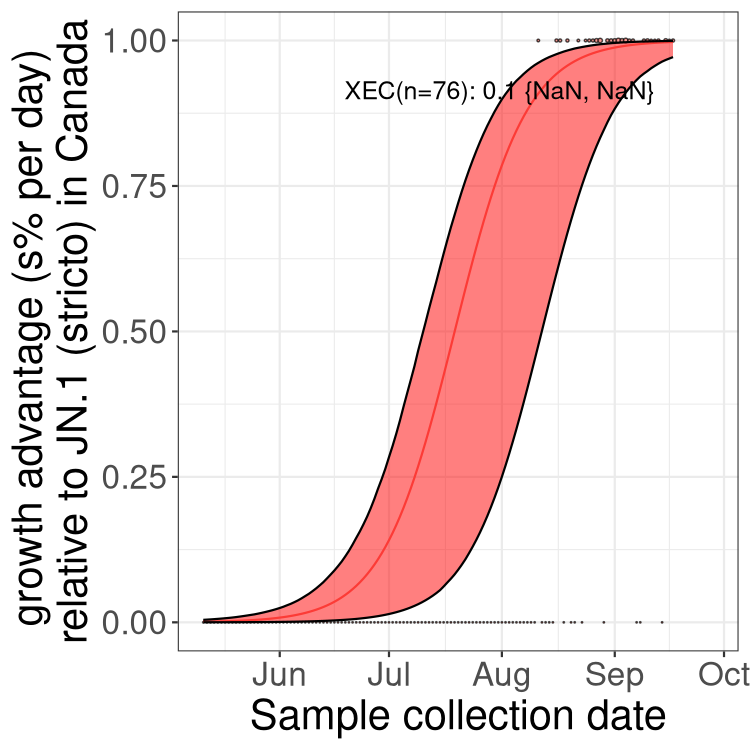 growth advantage (s% per day)
relative to JN.1 (stricto) in Canada
1.00
0.75
0.50
0.25
0.00
XEC(n=76): 0.1 {NaN, NaN}
Jun Jul Aug Sep Oct
Sample collection date